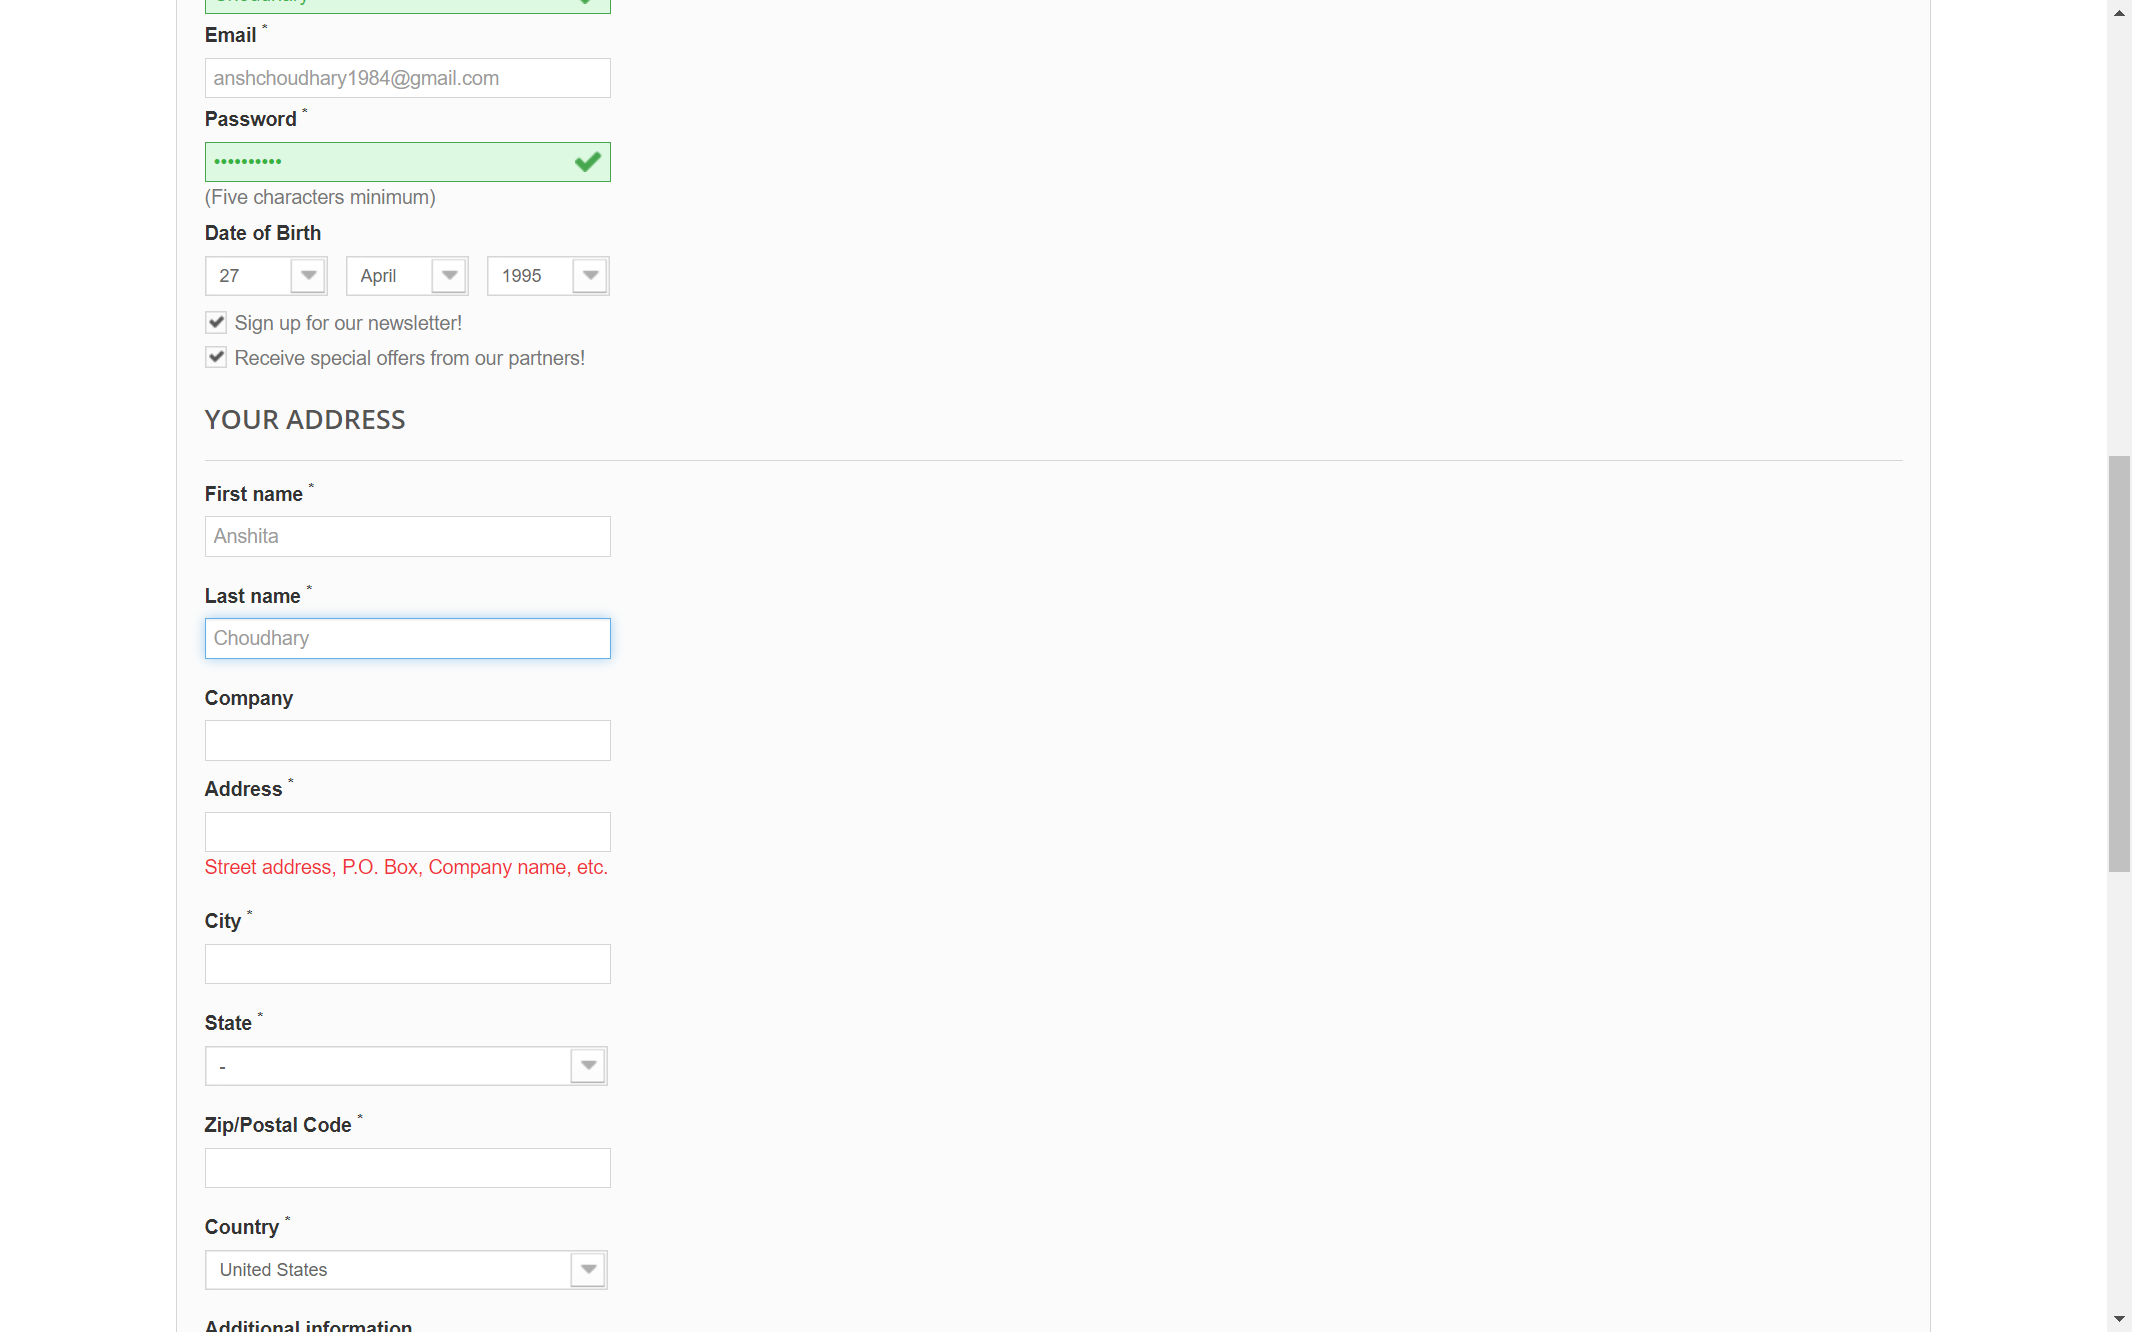 Choudhary
Email *
anshchoudhary1984@gmail.com
Password *
••••••••••
(Five characters minimum)
Date of Birth
27 April 1995
Sign up for our newsletter!
Receive special offers from our partners!
YOUR ADDRESS
First name *
Anshita
Last name *
Choudhary
Company
Address *
Street address, P.O. Box, Company name, etc.
City *
State *
-
Zip/Postal Code *
Country *
United States
Additional information